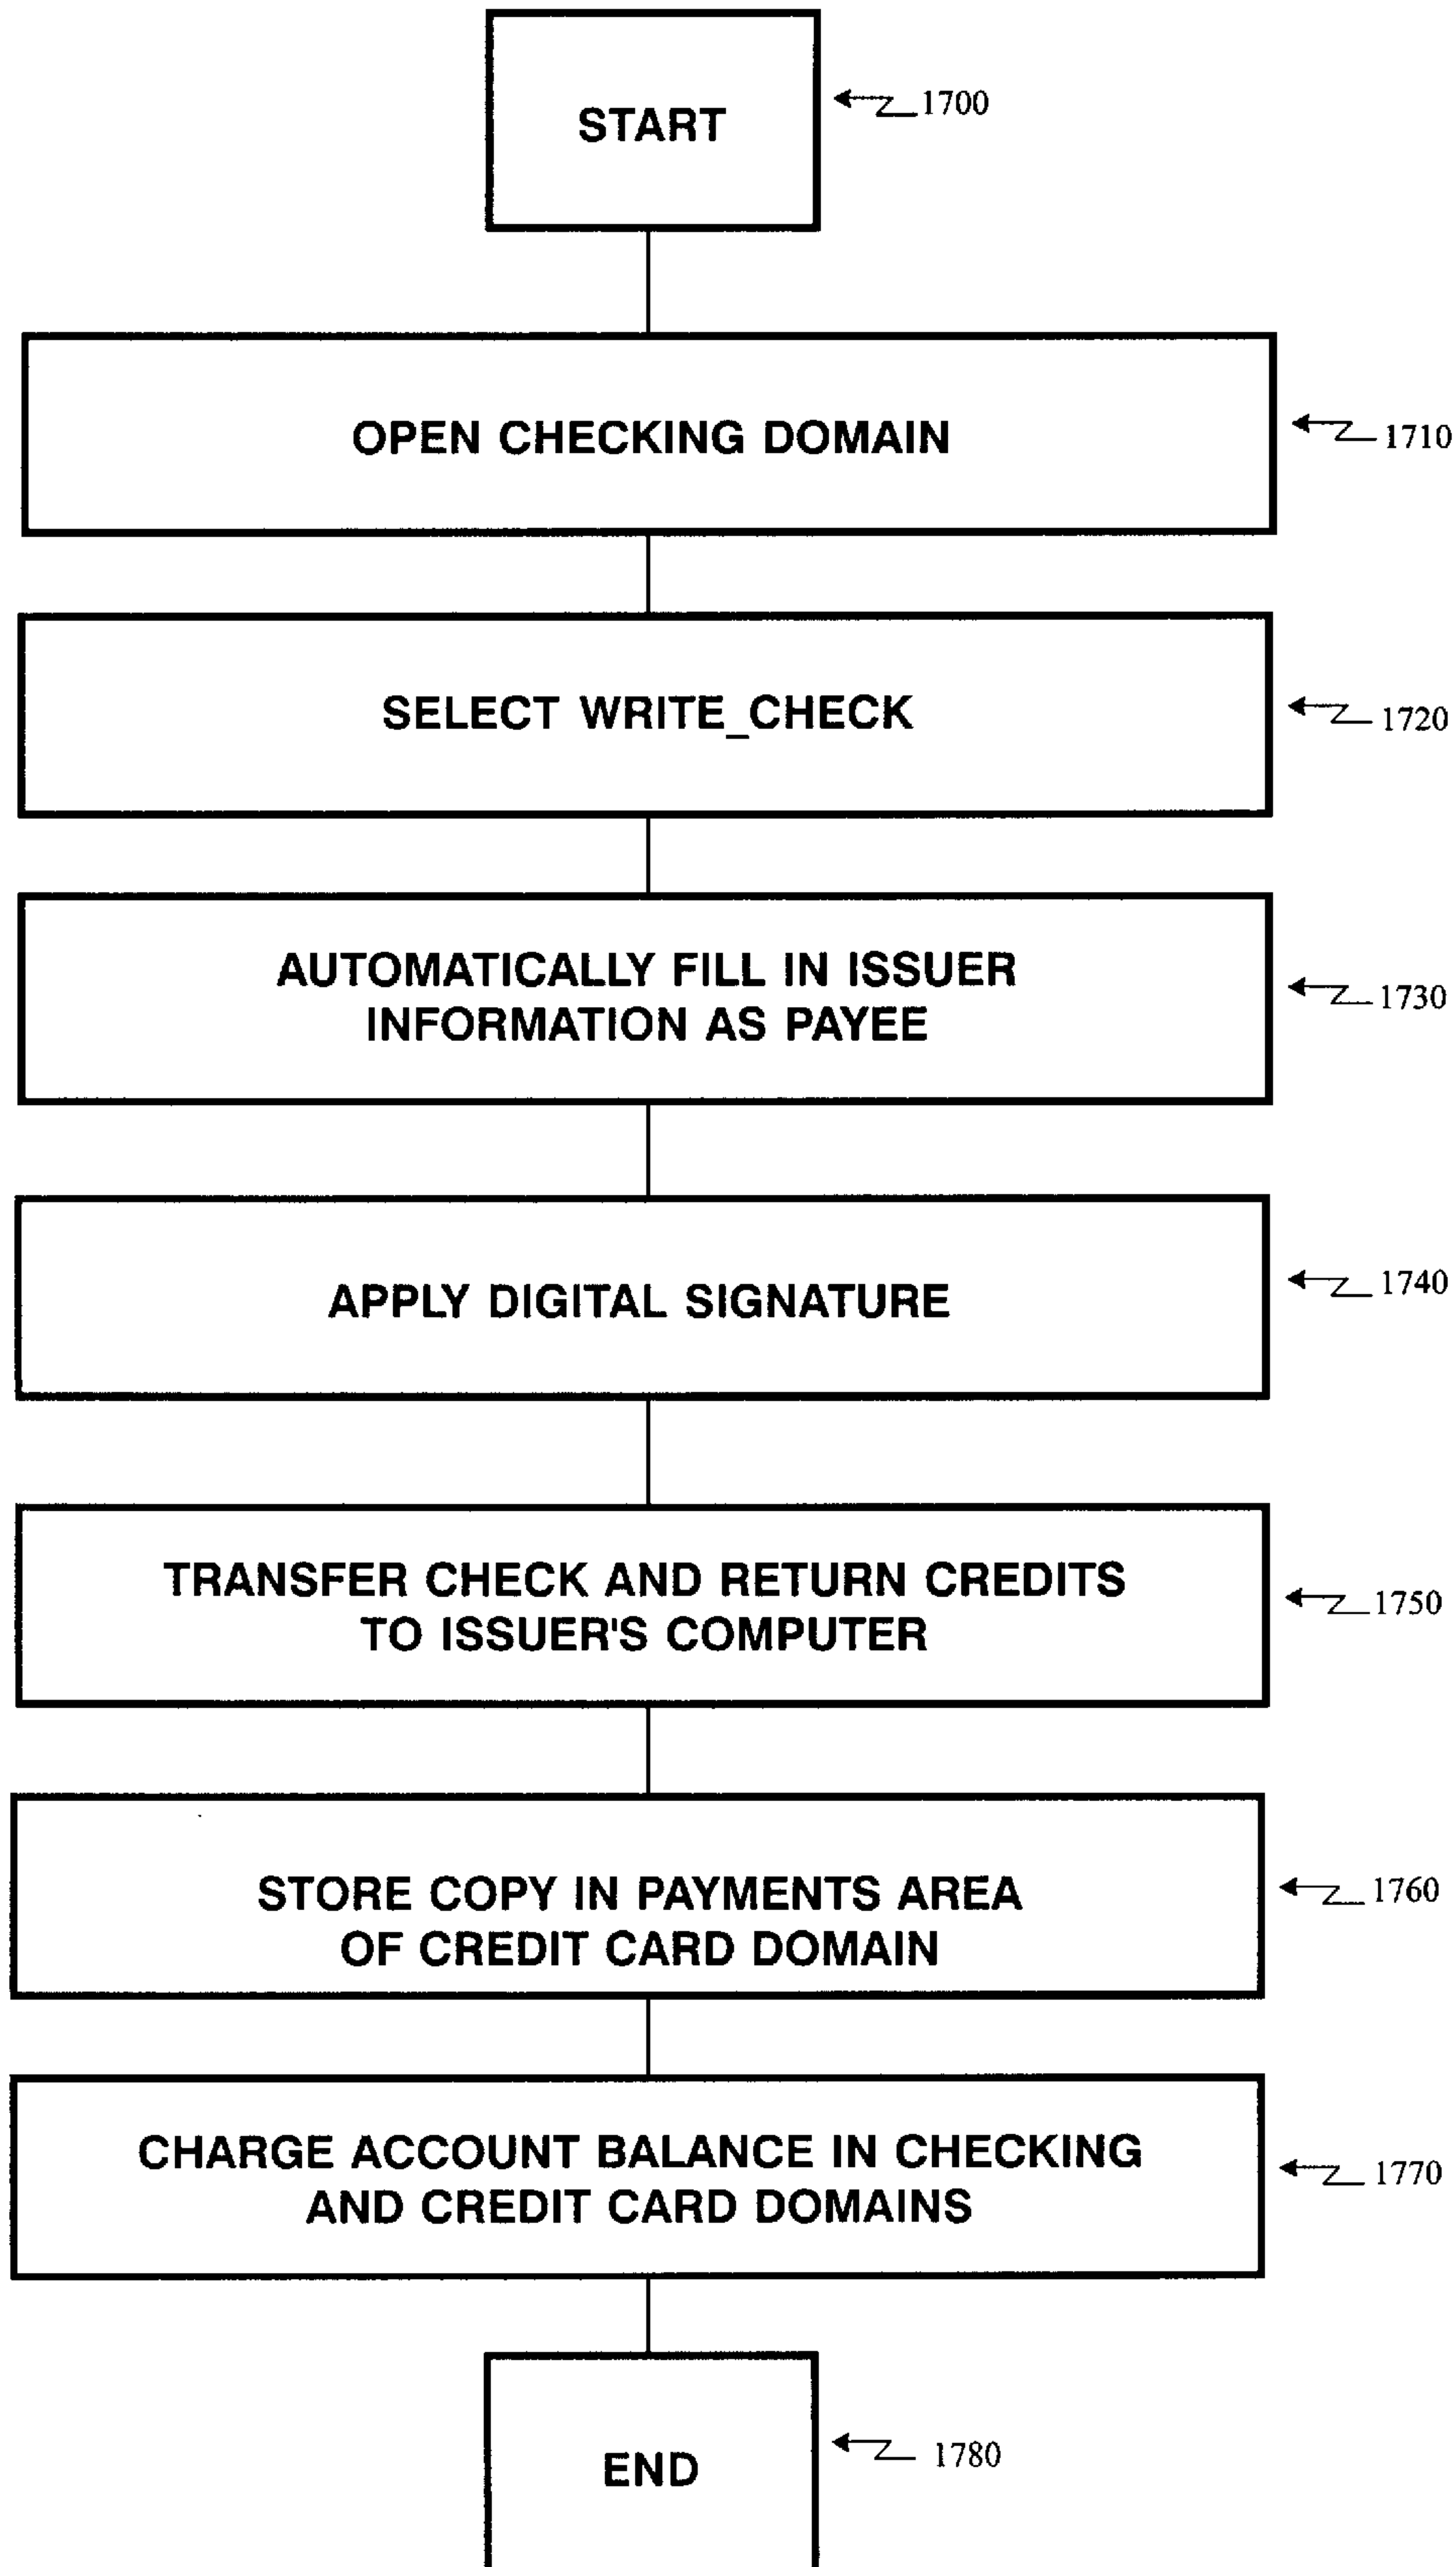 START
1700
OPEN CHECKING DOMAIN
1710
SELECT WRITE_CHECK
1720
AUTOMATICALLY FILL IN ISSUER
INFORMATION AS PAYEE
1730
APPLY DIGITAL SIGNATURE
1740
TRANSFER CHECK AND RETURN CREDITS
TO ISSUER'S COMPUTER
1750
STORE COPY IN PAYMENTS AREA
OF CREDIT CARD DOMAIN
1760
CHARGE ACCOUNT BALANCE IN CHECKING
AND CREDIT CARD DOMAINS
1770
END
1780